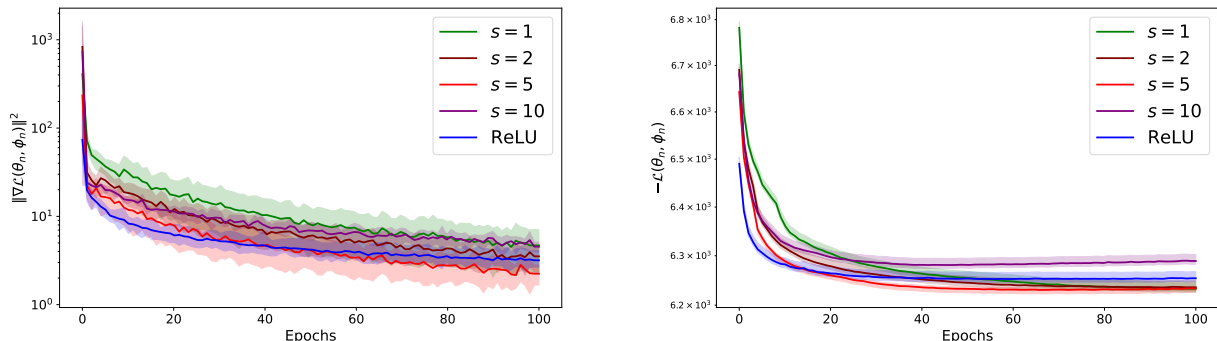 10³
10²
10¹
10⁰
‖∇ℒ(θₙ, ϕₙ)‖²
0 20 40 60 80 100
Epochs
s = 1
s = 2
s = 5
s = 10
ReLU
6.8 × 10³
6.7 × 10³
6.6 × 10³
6.5 × 10³
6.4 × 10³
6.3 × 10³
6.2 × 10³
−ℒ(θₙ, ϕₙ)
0 20 40 60 80 100
Epochs
s = 1
s = 2
s = 5
s = 10
ReLU